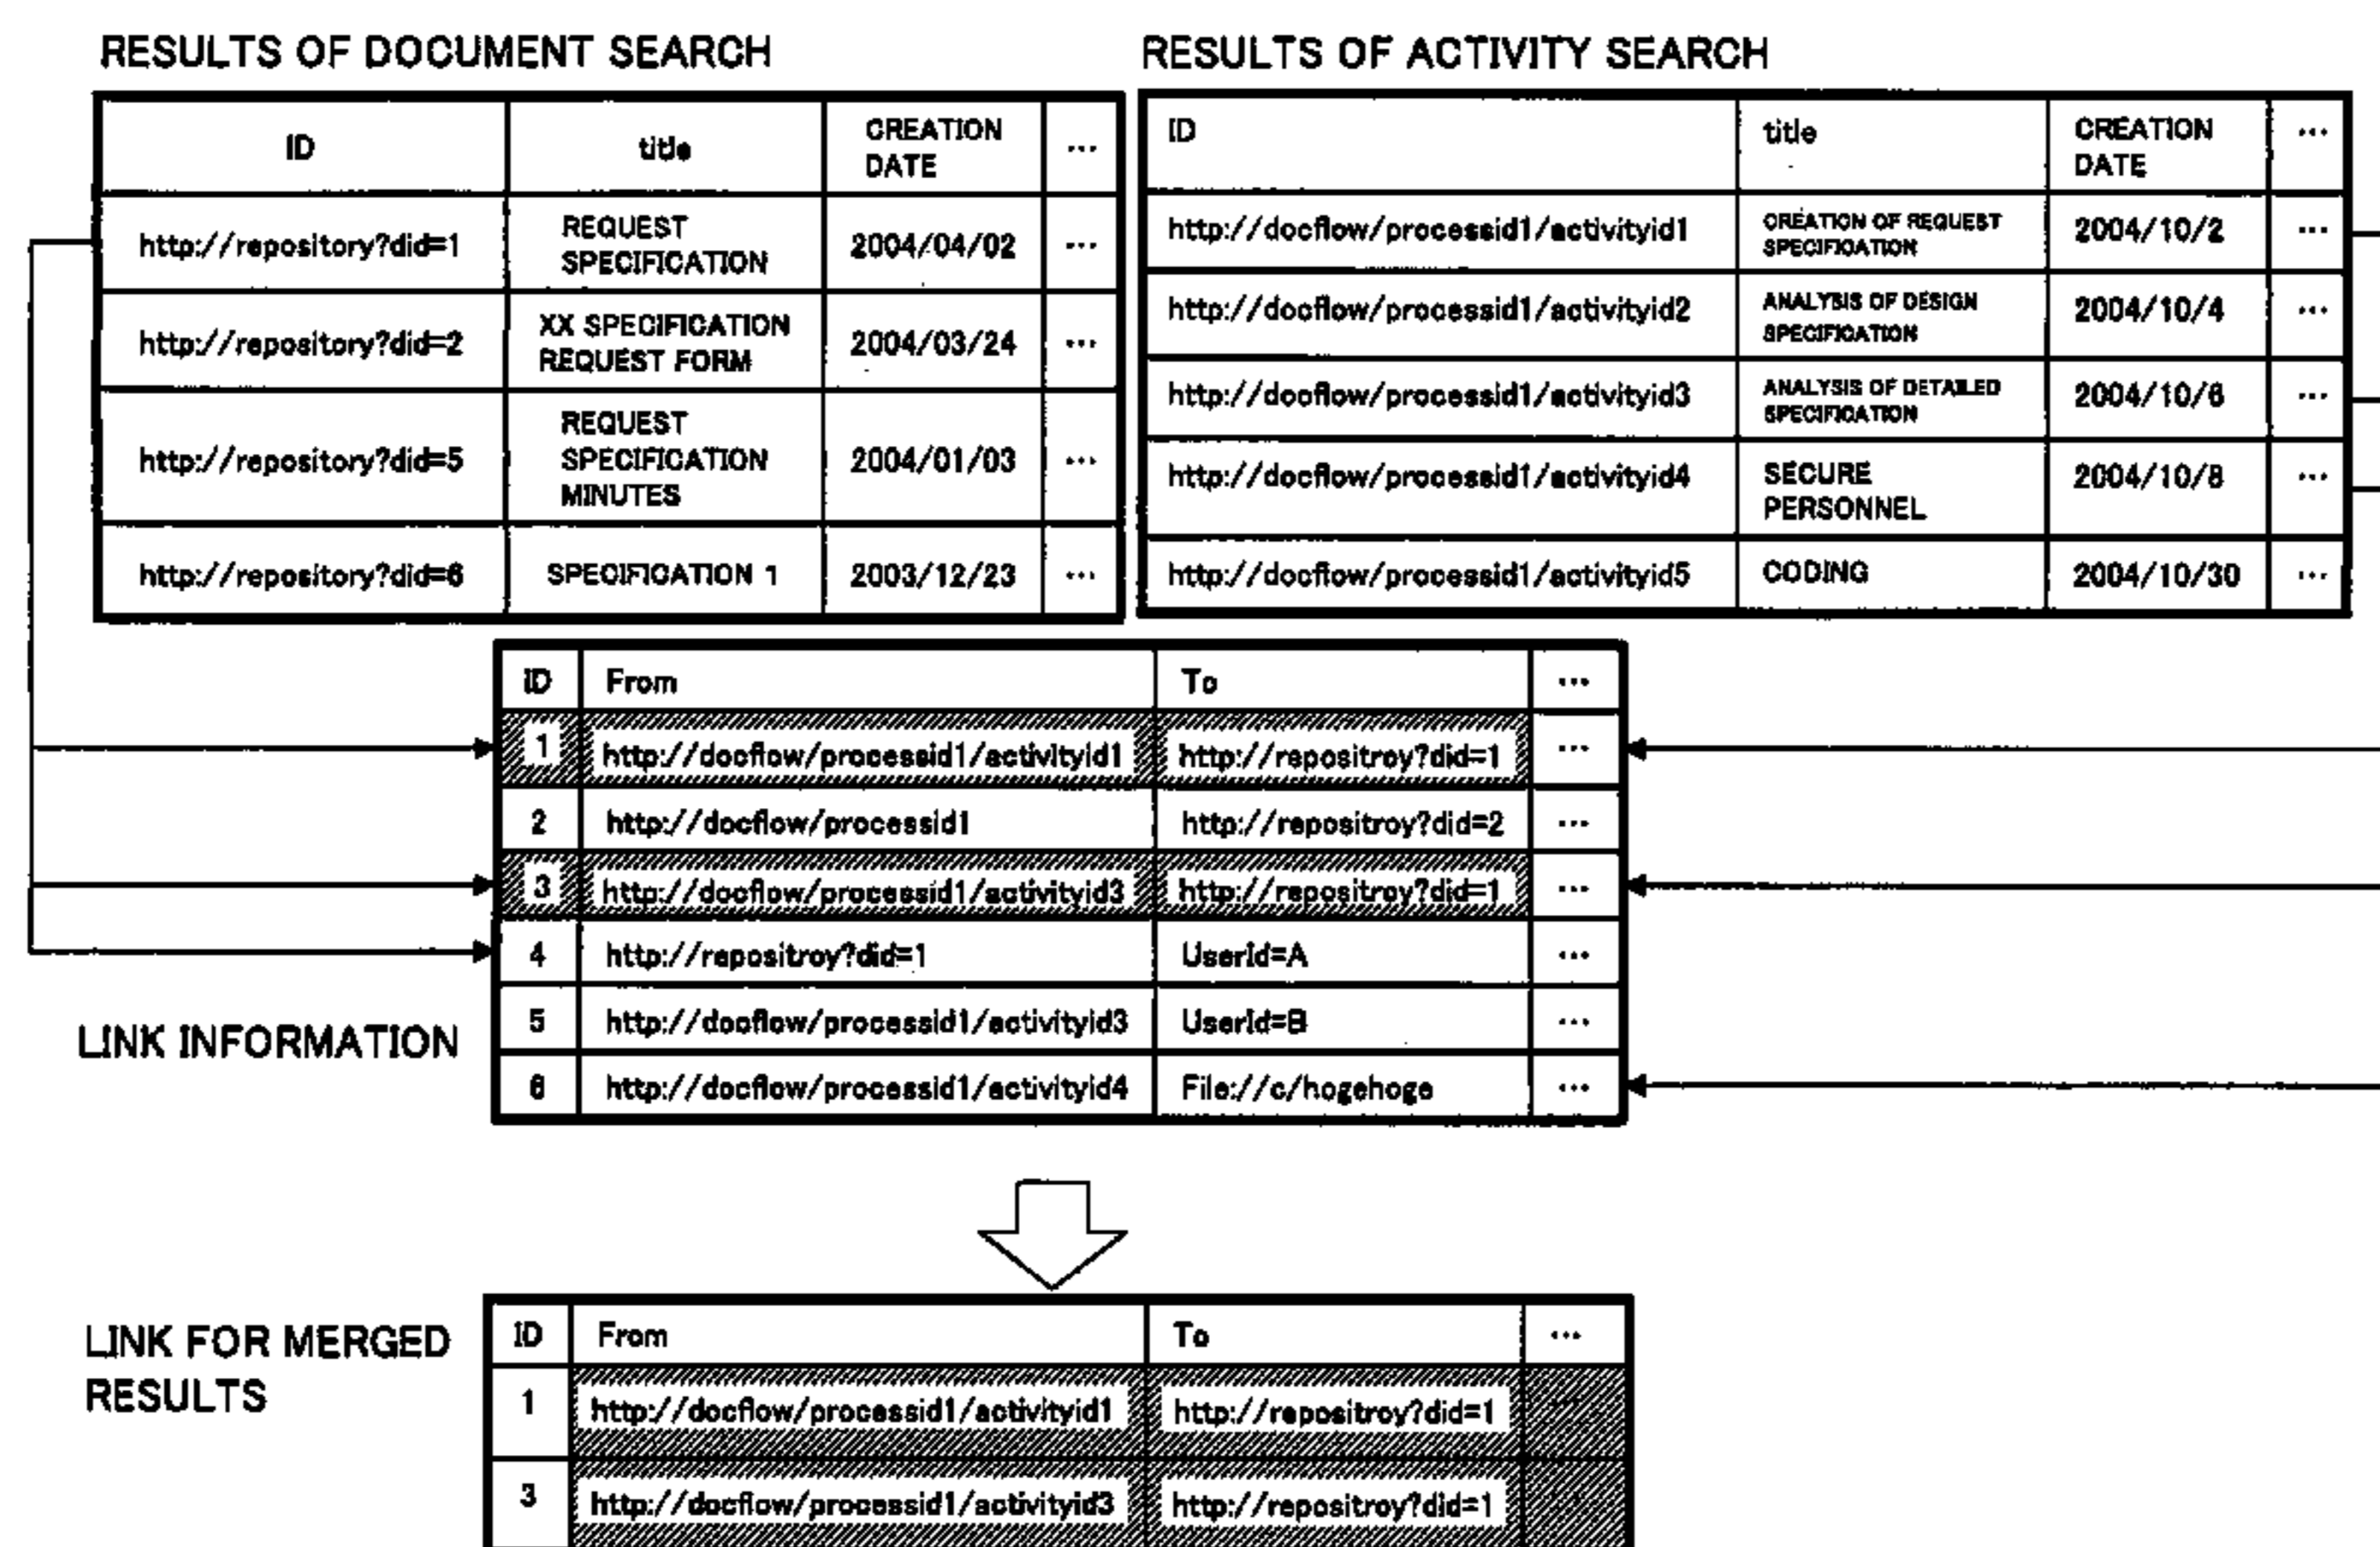 RESULTS OF DOCUMENT SEARCH
ID title CREATION DATE ...
http://repository?did=1 REQUEST SPECIFICATION 2004/04/02 ...
http://repository?did=2 XX SPECIFICATION REQUEST FORM 2004/03/24 ...
http://repository?did=5 REQUEST SPECIFICATION MINUTES 2004/01/03 ...
http://repository?did=6 SPECIFICATION 1 2003/12/23 ...
RESULTS OF ACTIVITY SEARCH
ID title CREATION DATE ...
http://docflow/processid1/activityid1 CREATION OF REQUEST SPECIFICATION 2004/10/2 ...
http://docflow/processid1/activityid2 ANALYSIS OF DESIGN SPECIFICATION 2004/10/4 ...
http://docflow/processid1/activityid3 ANALYSIS OF DETAILED SPECIFICATION 2004/10/6 ...
http://docflow/processid1/activityid4 SECURE PERSONNEL 2004/10/8 ...
http://docflow/processid1/activityid5 CODING 2004/10/30 ...
LINK INFORMATION
ID From To ...
1 http://docflow/processid1/activityid1 http://repositroy?did=1 ...
2 http://docflow/processid1 http://repositroy?did=2 ...
3 http://docflow/processid1/activityid3 http://repositroy?did=1 ...
4 http://repositroy?did=1 UserId=A ...
5 http://docflow/processid1/activityid3 UserId=B ...
6 http://docflow/processid1/activityid4 File://c/hogehoge ...
LINK FOR MERGED
RESULTS
ID From To ...
1 http://docflow/processid1/activityid1 http://repositroy?did=1 ...
3 http://docflow/processid1/activityid3 http://repositroy?did=1